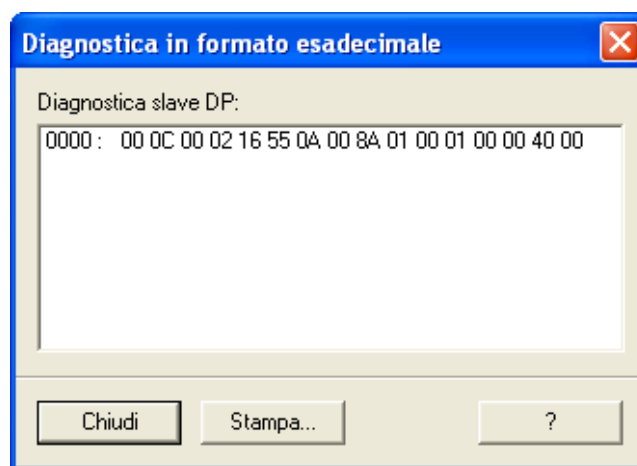 Diagnostica in formato esadecimale
Diagnostica slave DP:
0000 : 00 0C 00 02 16 55 0A 00 8A 01 00 01 00 00 40 00
Chiudi
Stampa...
?